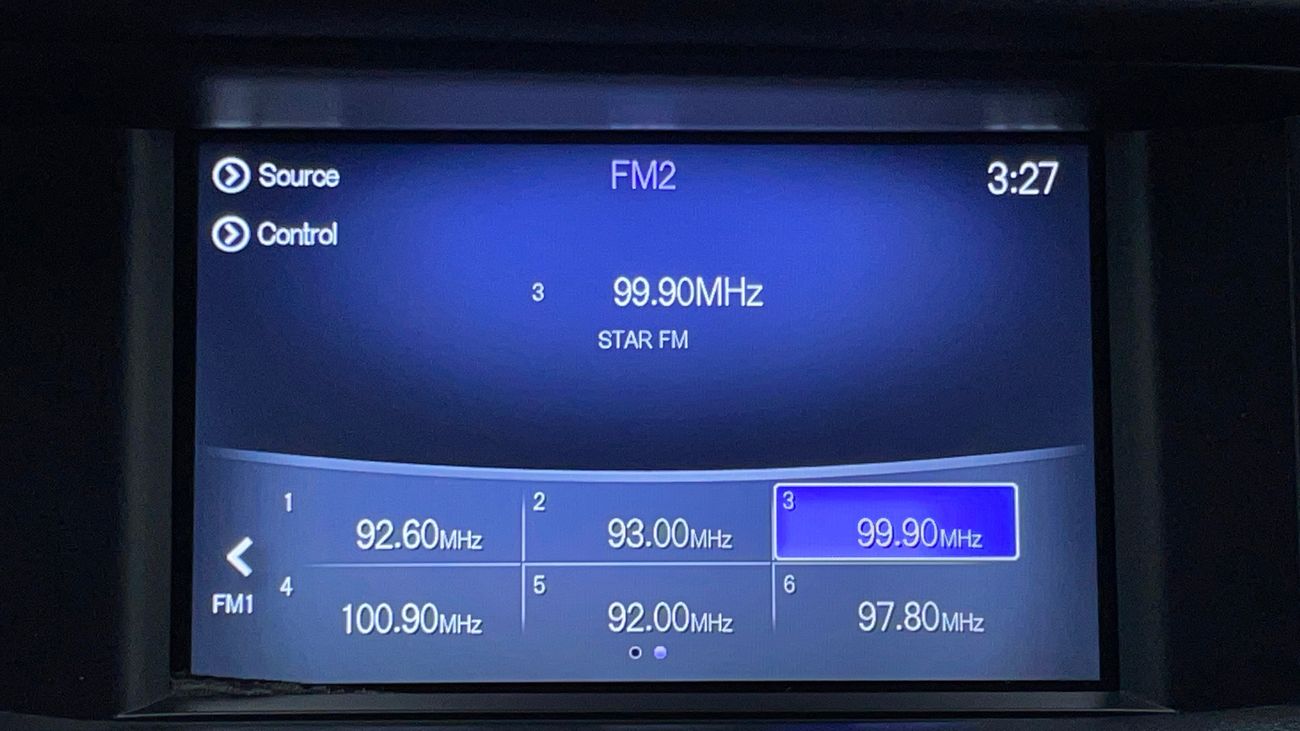 Source FM2 3:27
Control
3 99.90MHz
STAR FM
1 2 3
92.60MHz 93.00MHz 99.90MHz
4 5 6
FM1 100.90MHz 92.00MHz 97.80MHz